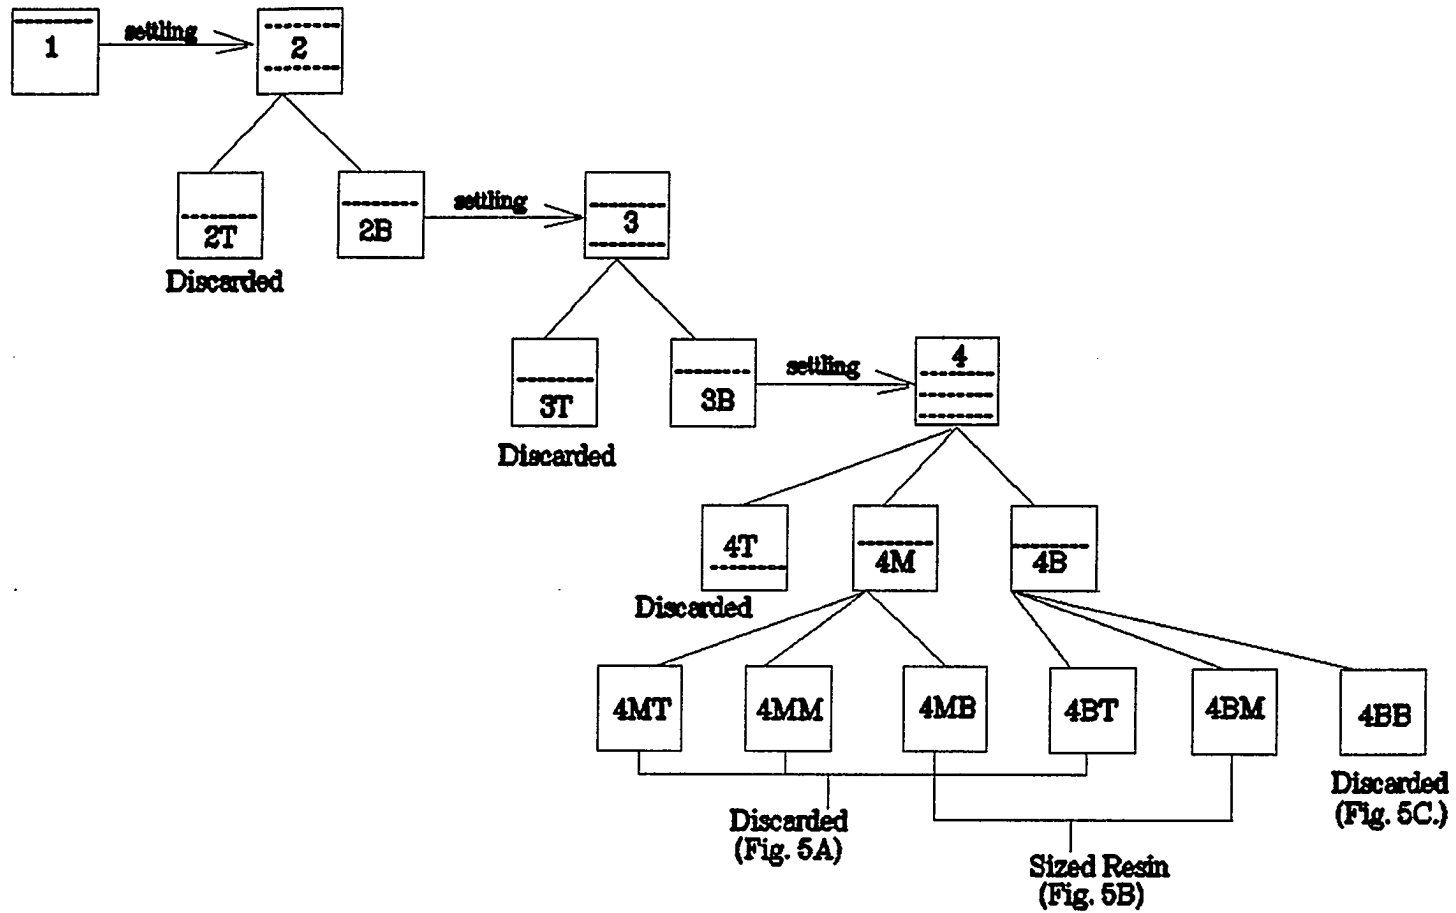 1
settling
2
2T
Discarded
2B
settling
3
3T
Discarded
3B
settling
4
4T
Discarded
4M
4B
4MT
4MM
4MB
4BT
4BM
4BB
Discarded
(Fig. 5A)
Sized Resin
(Fig. 5B)
Discarded
(Fig. 5C.)